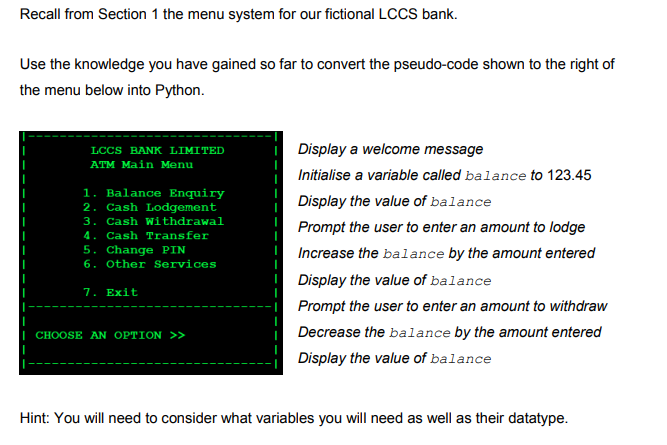 Recall from Section 1 the menu system for our fictional LCCS bank.
Use the knowledge you have gained so far to convert the pseudo-code shown to the right of
the menu below into Python.
LCCS BANK LIMITED
ATM Main Menu
1. Balance Enquiry
2. Cash Lodgement
3. Cash Withdrawal
4. Cash Transfer
5. Change PIN
6. Other Services
7. Exit
CHOOSE AN OPTION >>
Display a welcome message
Initialise a variable called balance to 123.45
Display the value of balance
Prompt the user to enter an amount to lodge
Increase the balance by the amount entered
Display the value of balance
Prompt the user to enter an amount to withdraw
Decrease the balance by the amount entered
Display the value of balance
Hint: You will need to consider what variables you will need as well as their datatype.